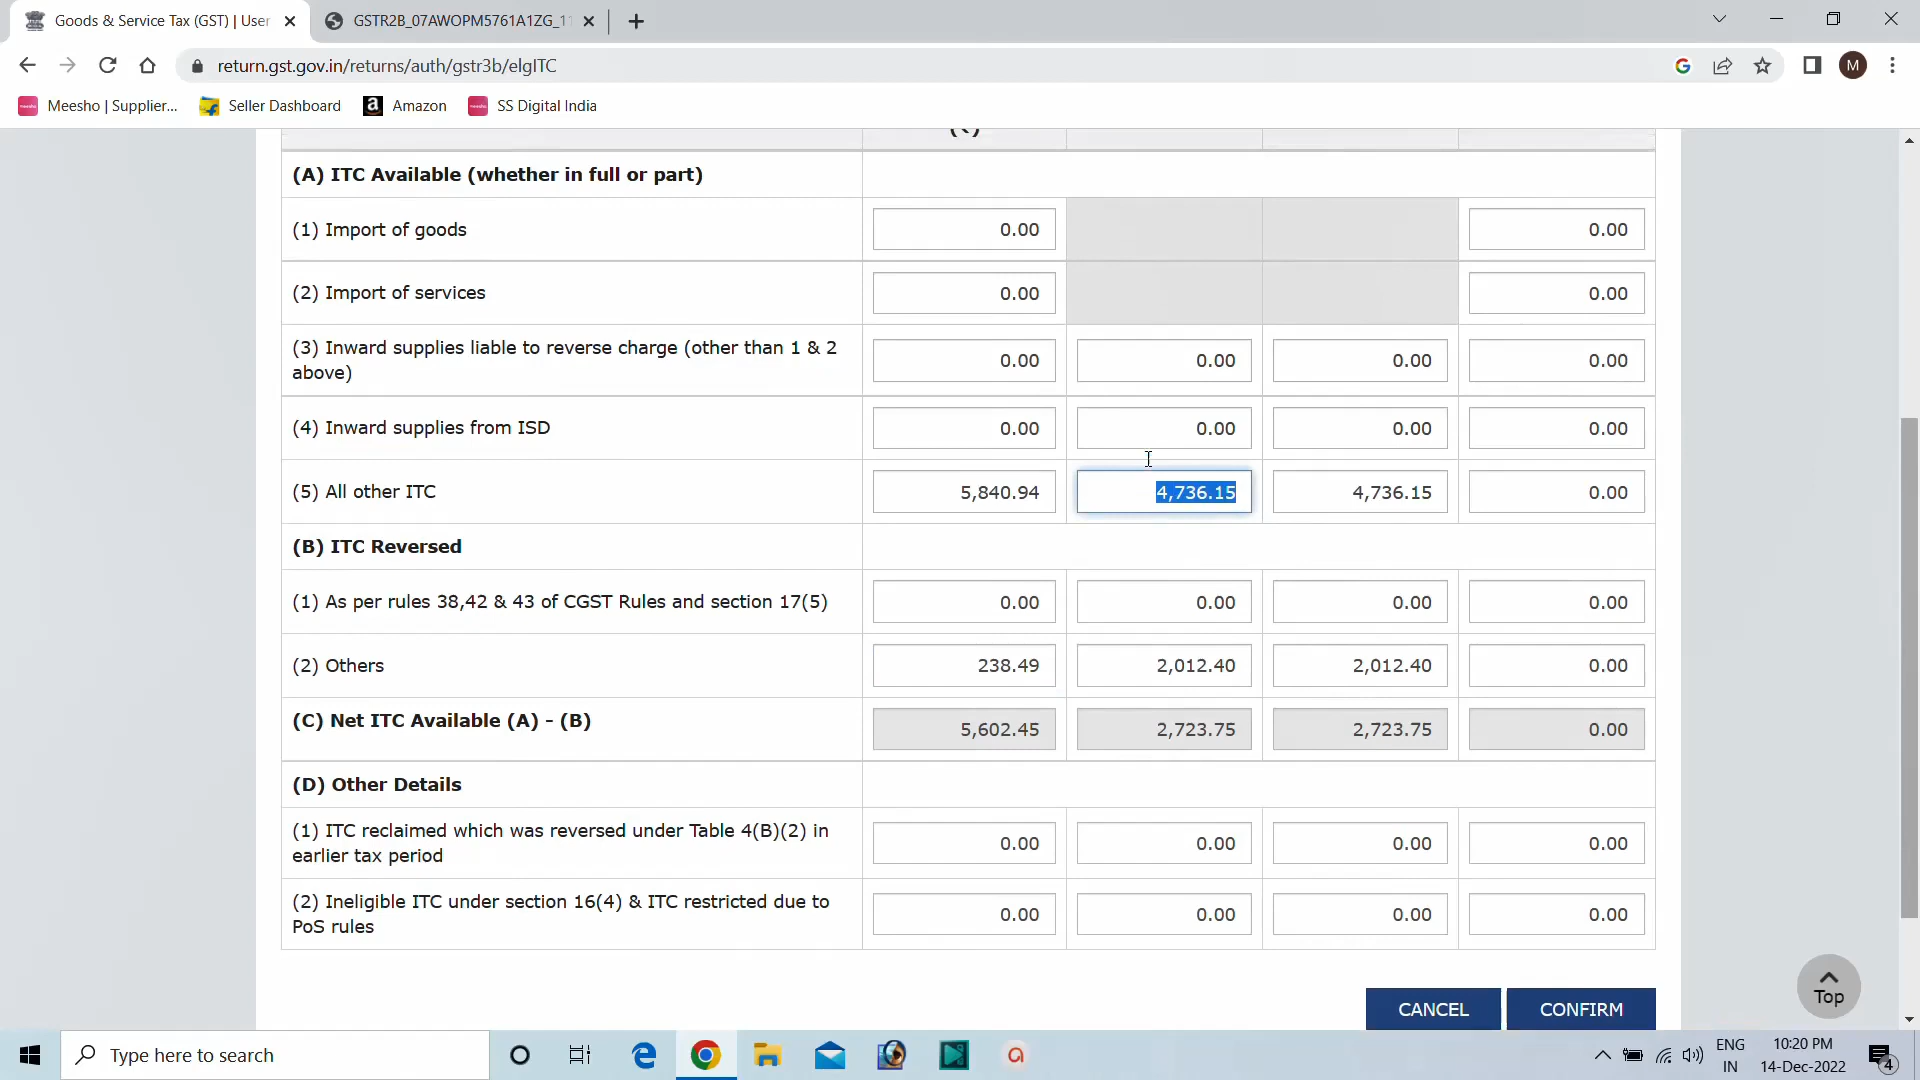 Goods & Service Tax (GST) | User
GSTR2B_07AWOPM5761A1ZG_11
return.gst.gov.in/returns/auth/gstr3b/elgITC
M
Meesho | Supplier...
Seller Dashboard
Amazon
SS Digital India
(A) ITC Available (whether in full or part)
(1) Import of goods 0.00 0.00
(2) Import of services 0.00 0.00
(3) Inward supplies liable to reverse charge (other than 1 & 2
above) 0.00 0.00 0.00 0.00
(4) Inward supplies from ISD 0.00 0.00 0.00 0.00
(5) All other ITC 5,840.94 4,736.15 4,736.15 0.00
(B) ITC Reversed
(1) As per rules 38,42 & 43 of CGST Rules and section 17(5) 0.00 0.00 0.00 0.00
(2) Others 238.49 2,012.40 2,012.40 0.00
(C) Net ITC Available (A) - (B) 5,602.45 2,723.75 2,723.75 0.00
(D) Other Details
(1) ITC reclaimed which was reversed under Table 4(B)(2) in
earlier tax period 0.00 0.00 0.00 0.00
(2) Ineligible ITC under section 16(4) & ITC restricted due to
PoS rules 0.00 0.00 0.00 0.00
Top
CANCEL CONFIRM
Type here to search
ENG
IN
10:20 PM
14-Dec-2022
4